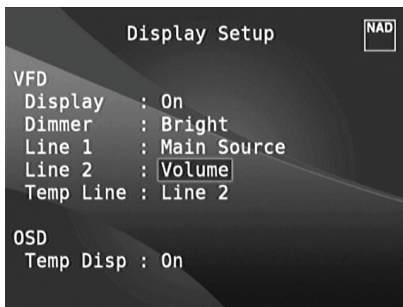 Display Setup
NAD
VFD
Display : On
Dimmer : Bright
Line 1 : Main Source
Line 2 : Volume
Temp Line : Line 2
OSD
Temp Disp : On